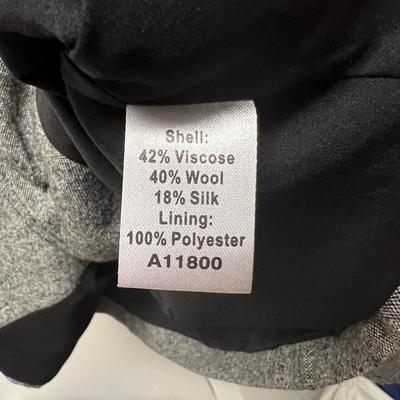 Shell:
42% Viscose
40% Wool
18% Silk
Lining:
100% Polyester
A11800